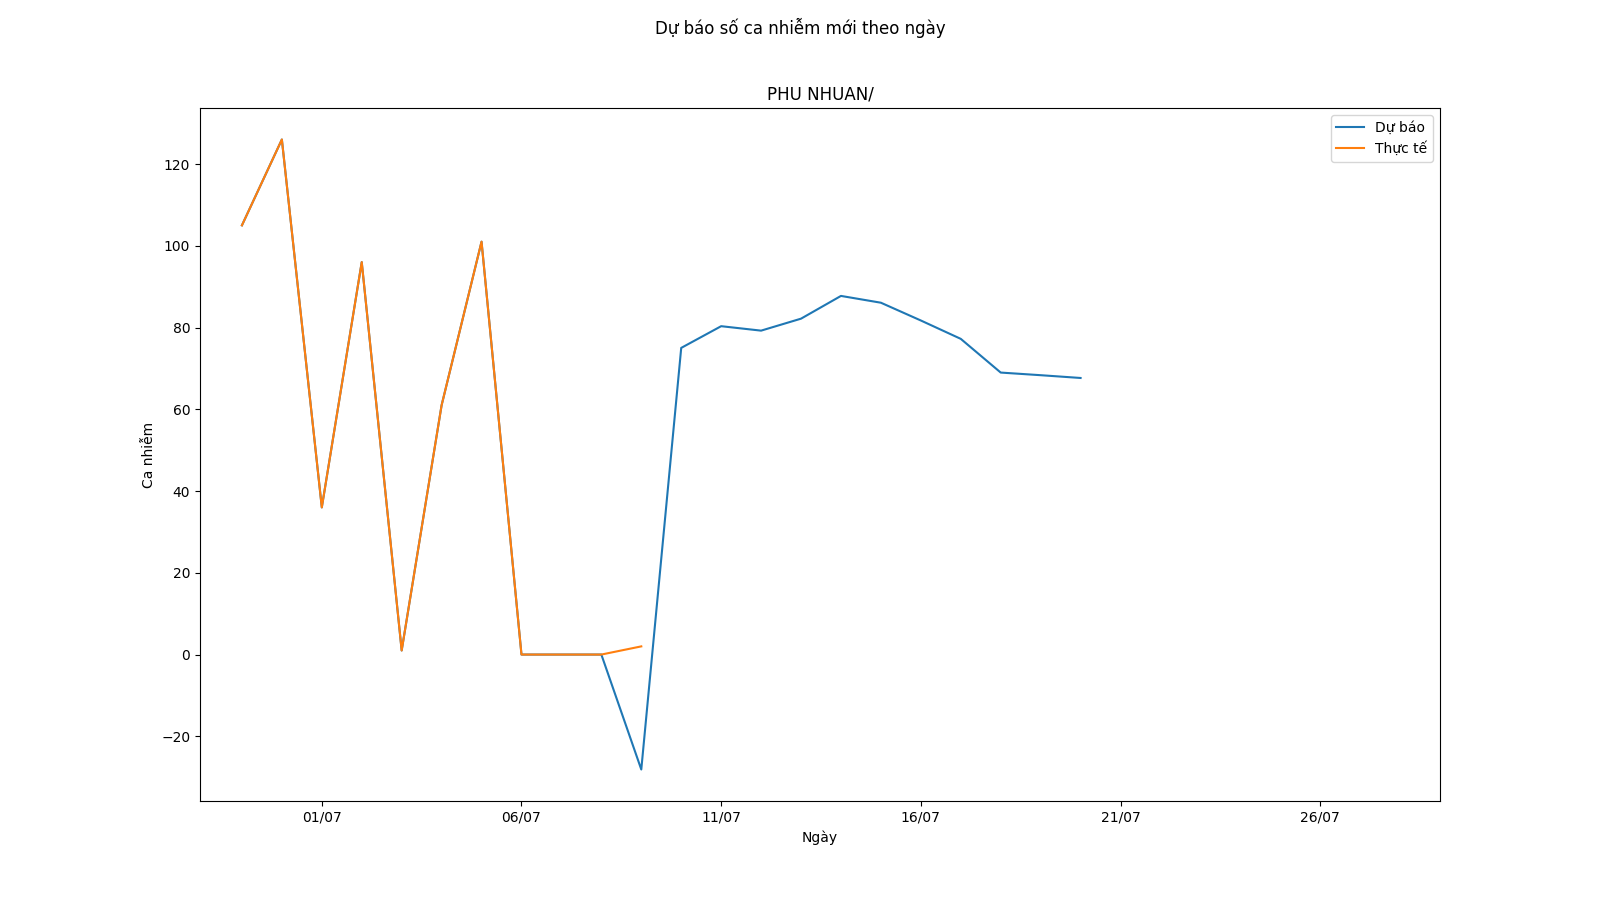 Dự báo số ca nhiễm mới theo ngày
PHU NHUAN/
Dự báo
Thực tế
120
100
80
60
40
20
0
−20
Ca nhiễm
01/07
06/07
11/07
16/07
21/07
26/07
Ngày